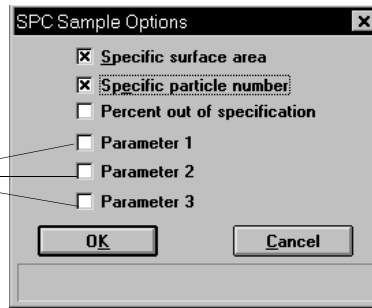 SPC Sample Options
Specific surface area
Specific particle number
Percent out of specification
Parameter 1
Parameter 2
Parameter 3
OK
Cancel